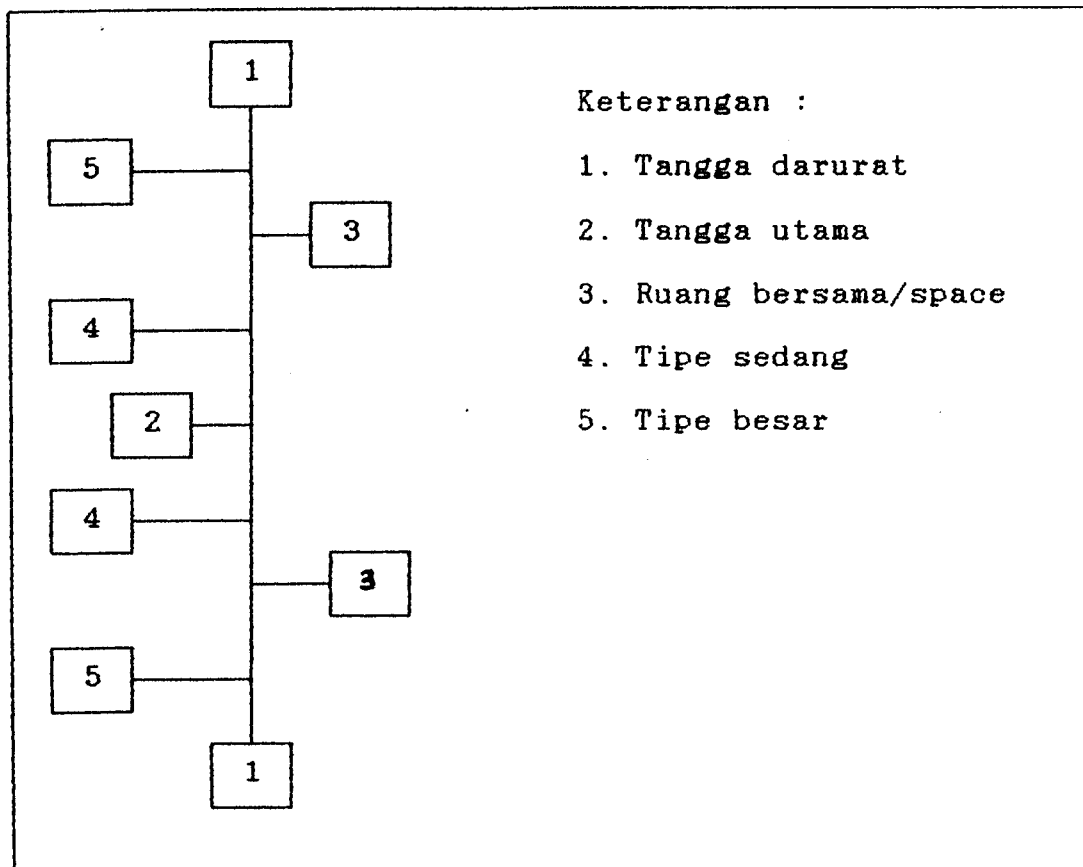 1
5
3
4
2
4
3
5
1
Keterangan :
1. Tangga darurat
2. Tangga utama
3. Ruang bersama/space
4. Tipe sedang
5. Tipe besar